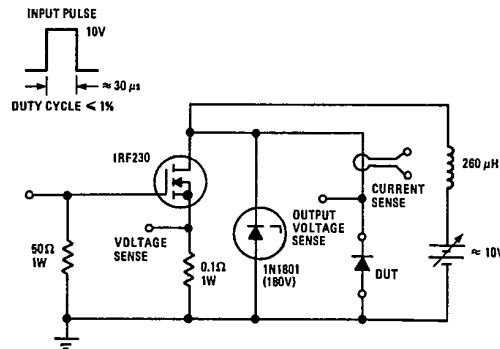 INPUT PULSE
10V
≈ 30 μs
DUTY CYCLE < 1%
IRF230
260 μH
CURRENT
SENSE
OUTPUT
VOLTAGE
SENSE
VOLTAGE
SENSE
50Ω
1W
0.1Ω
1W
1N1801
(180V)
DUT
≈ 10V